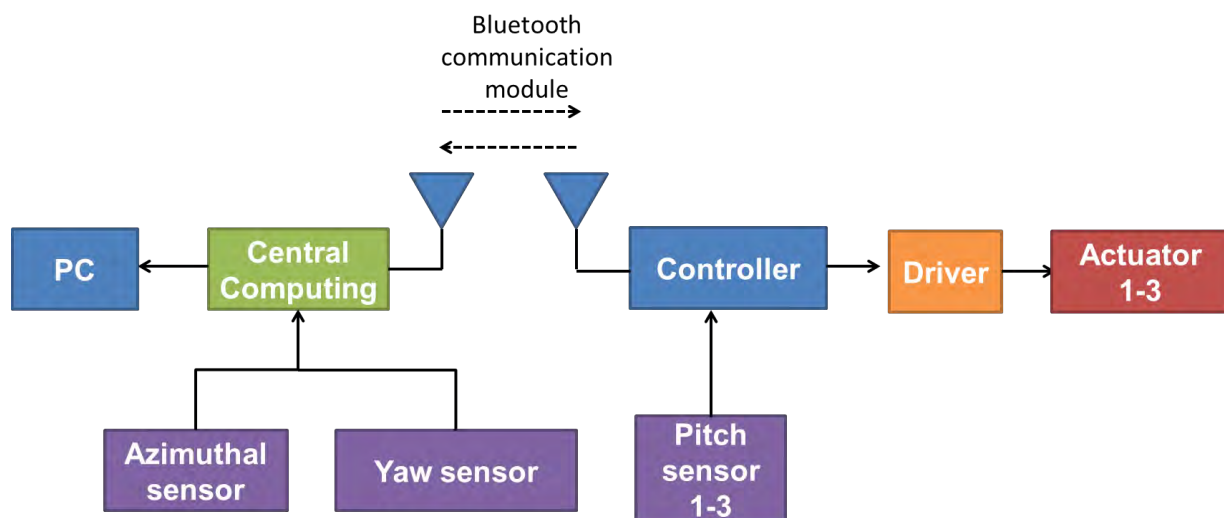 Bluetooth
communication
module
PC
Central
Computing
Controller
Driver
Actuator
1-3
Azimuthal
sensor
Yaw sensor
Pitch
sensor
1-3